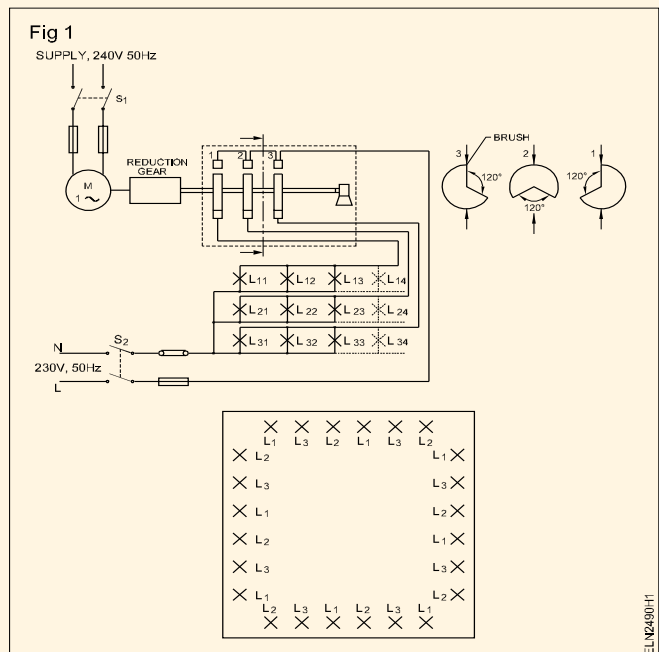 Fig 1
SUPPLY, 240V 50Hz
S1
M
1 ~
REDUCTION
GEAR
1 2 3
BRUSH
3 2 1
120° 120° 120°
L11 L12 L13 L14
L21 L22 L23 L24
L31 L32 L33 L34
N
S2
230V, 50Hz
L
L1 L3 L2 L1 L3 L2
L2 L1
L3 L3
L1 L2
L2 L1
L3 L3
L1 L2
L2 L3 L1 L2 L3 L1
ELN2490H1